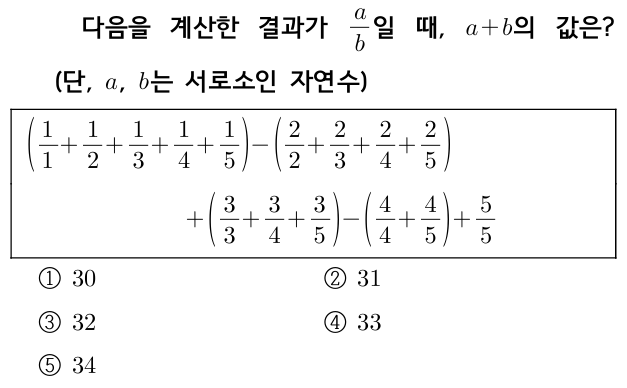 다음을 계산한 결과가 \frac{a}{b}일 때, a+b의 값은?
(단, a, b는 서로소인 자연수)
\left(\frac{1}{1}+\frac{1}{2}+\frac{1}{3}+\frac{1}{4}+\frac{1}{5}\right)-\left(\frac{2}{2}+\frac{2}{3}+\frac{2}{4}+\frac{2}{5}\right)
+\left(\frac{3}{3}+\frac{3}{4}+\frac{3}{5}\right)-\left(\frac{4}{4}+\frac{4}{5}\right)+\frac{5}{5}
① 30 ② 31
③ 32 ④ 33
⑤ 34